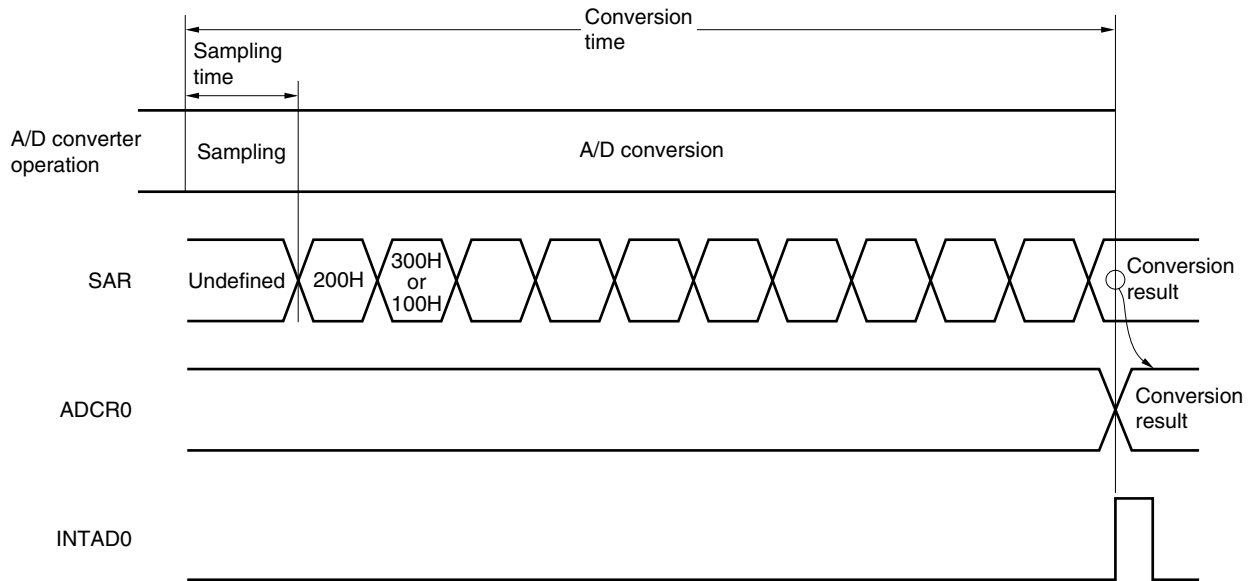 Conversion
time
Sampling
time
A/D converter
operation
Sampling
A/D conversion
SAR
Undefined
200H
300H
or
100H
Conversion
result
ADCR0
Conversion
result
INTAD0